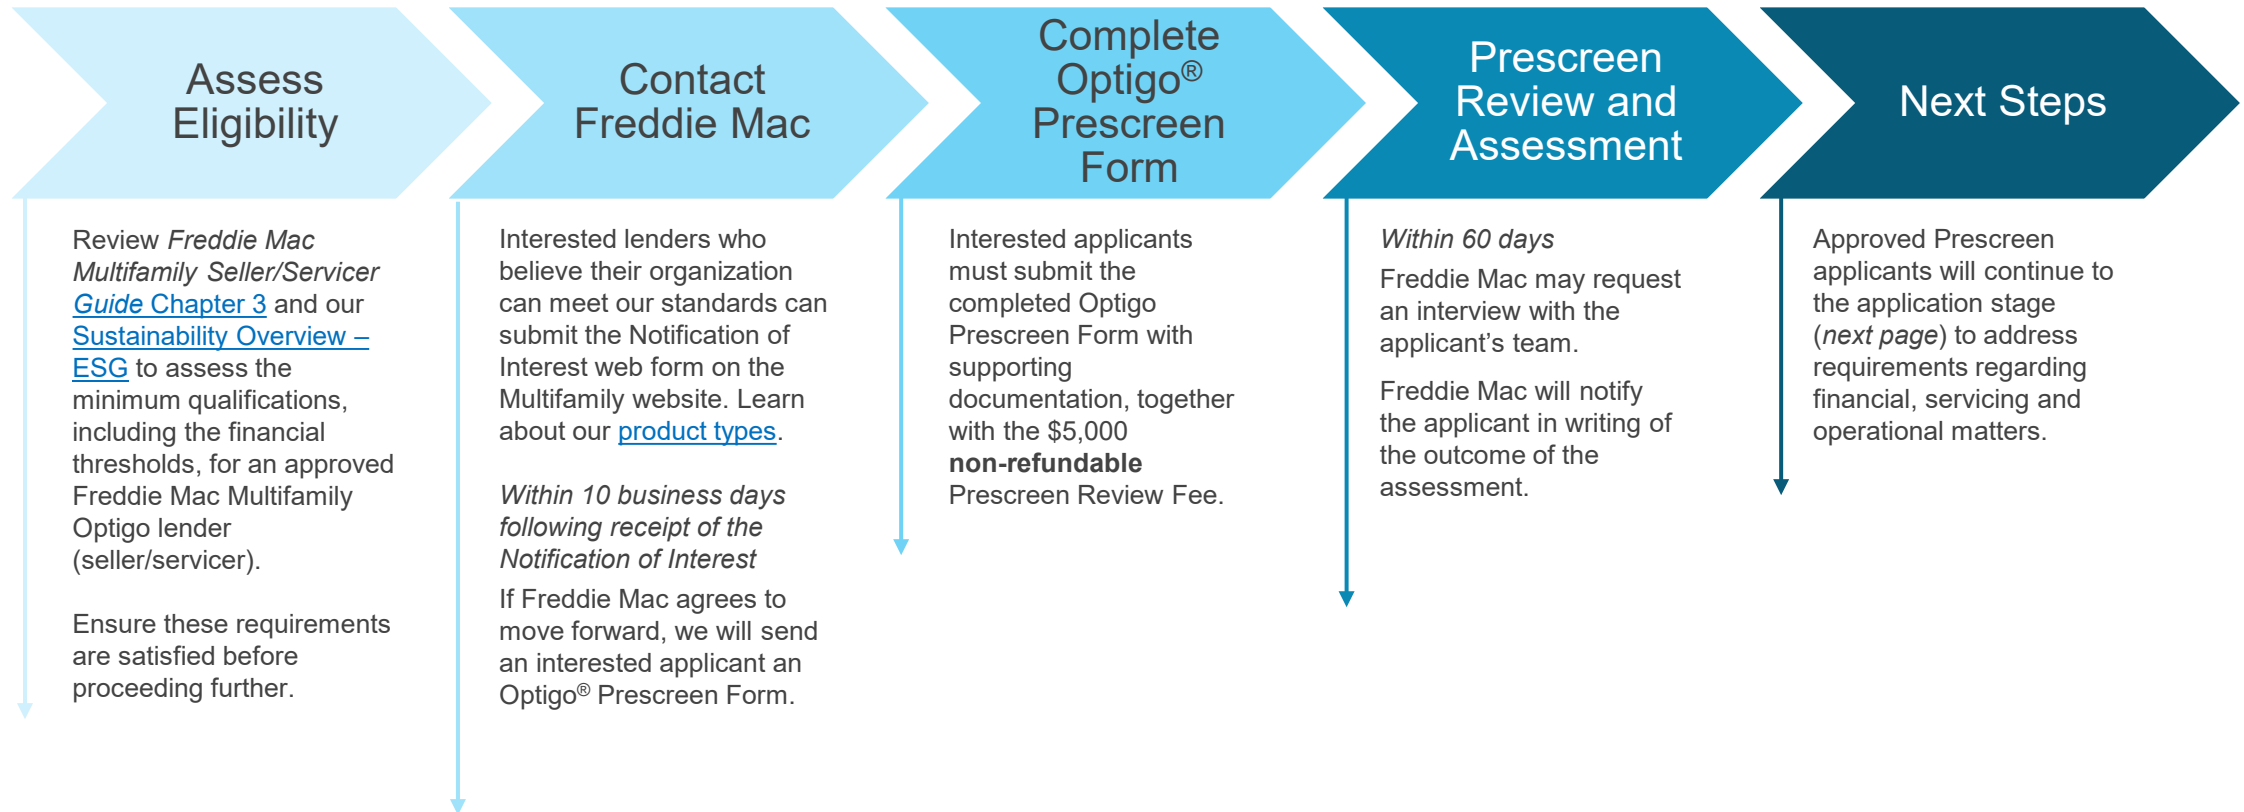 Assess
Eligibility
Review Freddie Mac
Multifamily Seller/Servicer
Guide Chapter 3 and our
Sustainability Overview –
ESG to assess the
minimum qualifications,
including the financial
thresholds, for an approved
Freddie Mac Multifamily
Optigo lender
(seller/servicer).
Ensure these requirements
are satisfied before
proceeding further.
Contact
Freddie Mac
Interested lenders who
believe their organization
can meet our standards can
submit the Notification of
Interest web form on the
Multifamily website. Learn
about our product types.
Within 10 business days
following receipt of the
Notification of Interest
If Freddie Mac agrees to
move forward, we will send
an interested applicant an
Optigo® Prescreen Form.
Complete
Optigo®
Prescreen
Form
Interested applicants
must submit the
completed Optigo
Prescreen Form with
supporting
documentation, together
with the $5,000
non-refundable
Prescreen Review Fee.
Prescreen
Review and
Assessment
Within 60 days
Freddie Mac may request
an interview with the
applicant’s team.
Freddie Mac will notify
the applicant in writing of
the outcome of the
assessment.
Next Steps
Approved Prescreen
applicants will continue to
the application stage
(next page) to address
requirements regarding
financial, servicing and
operational matters.